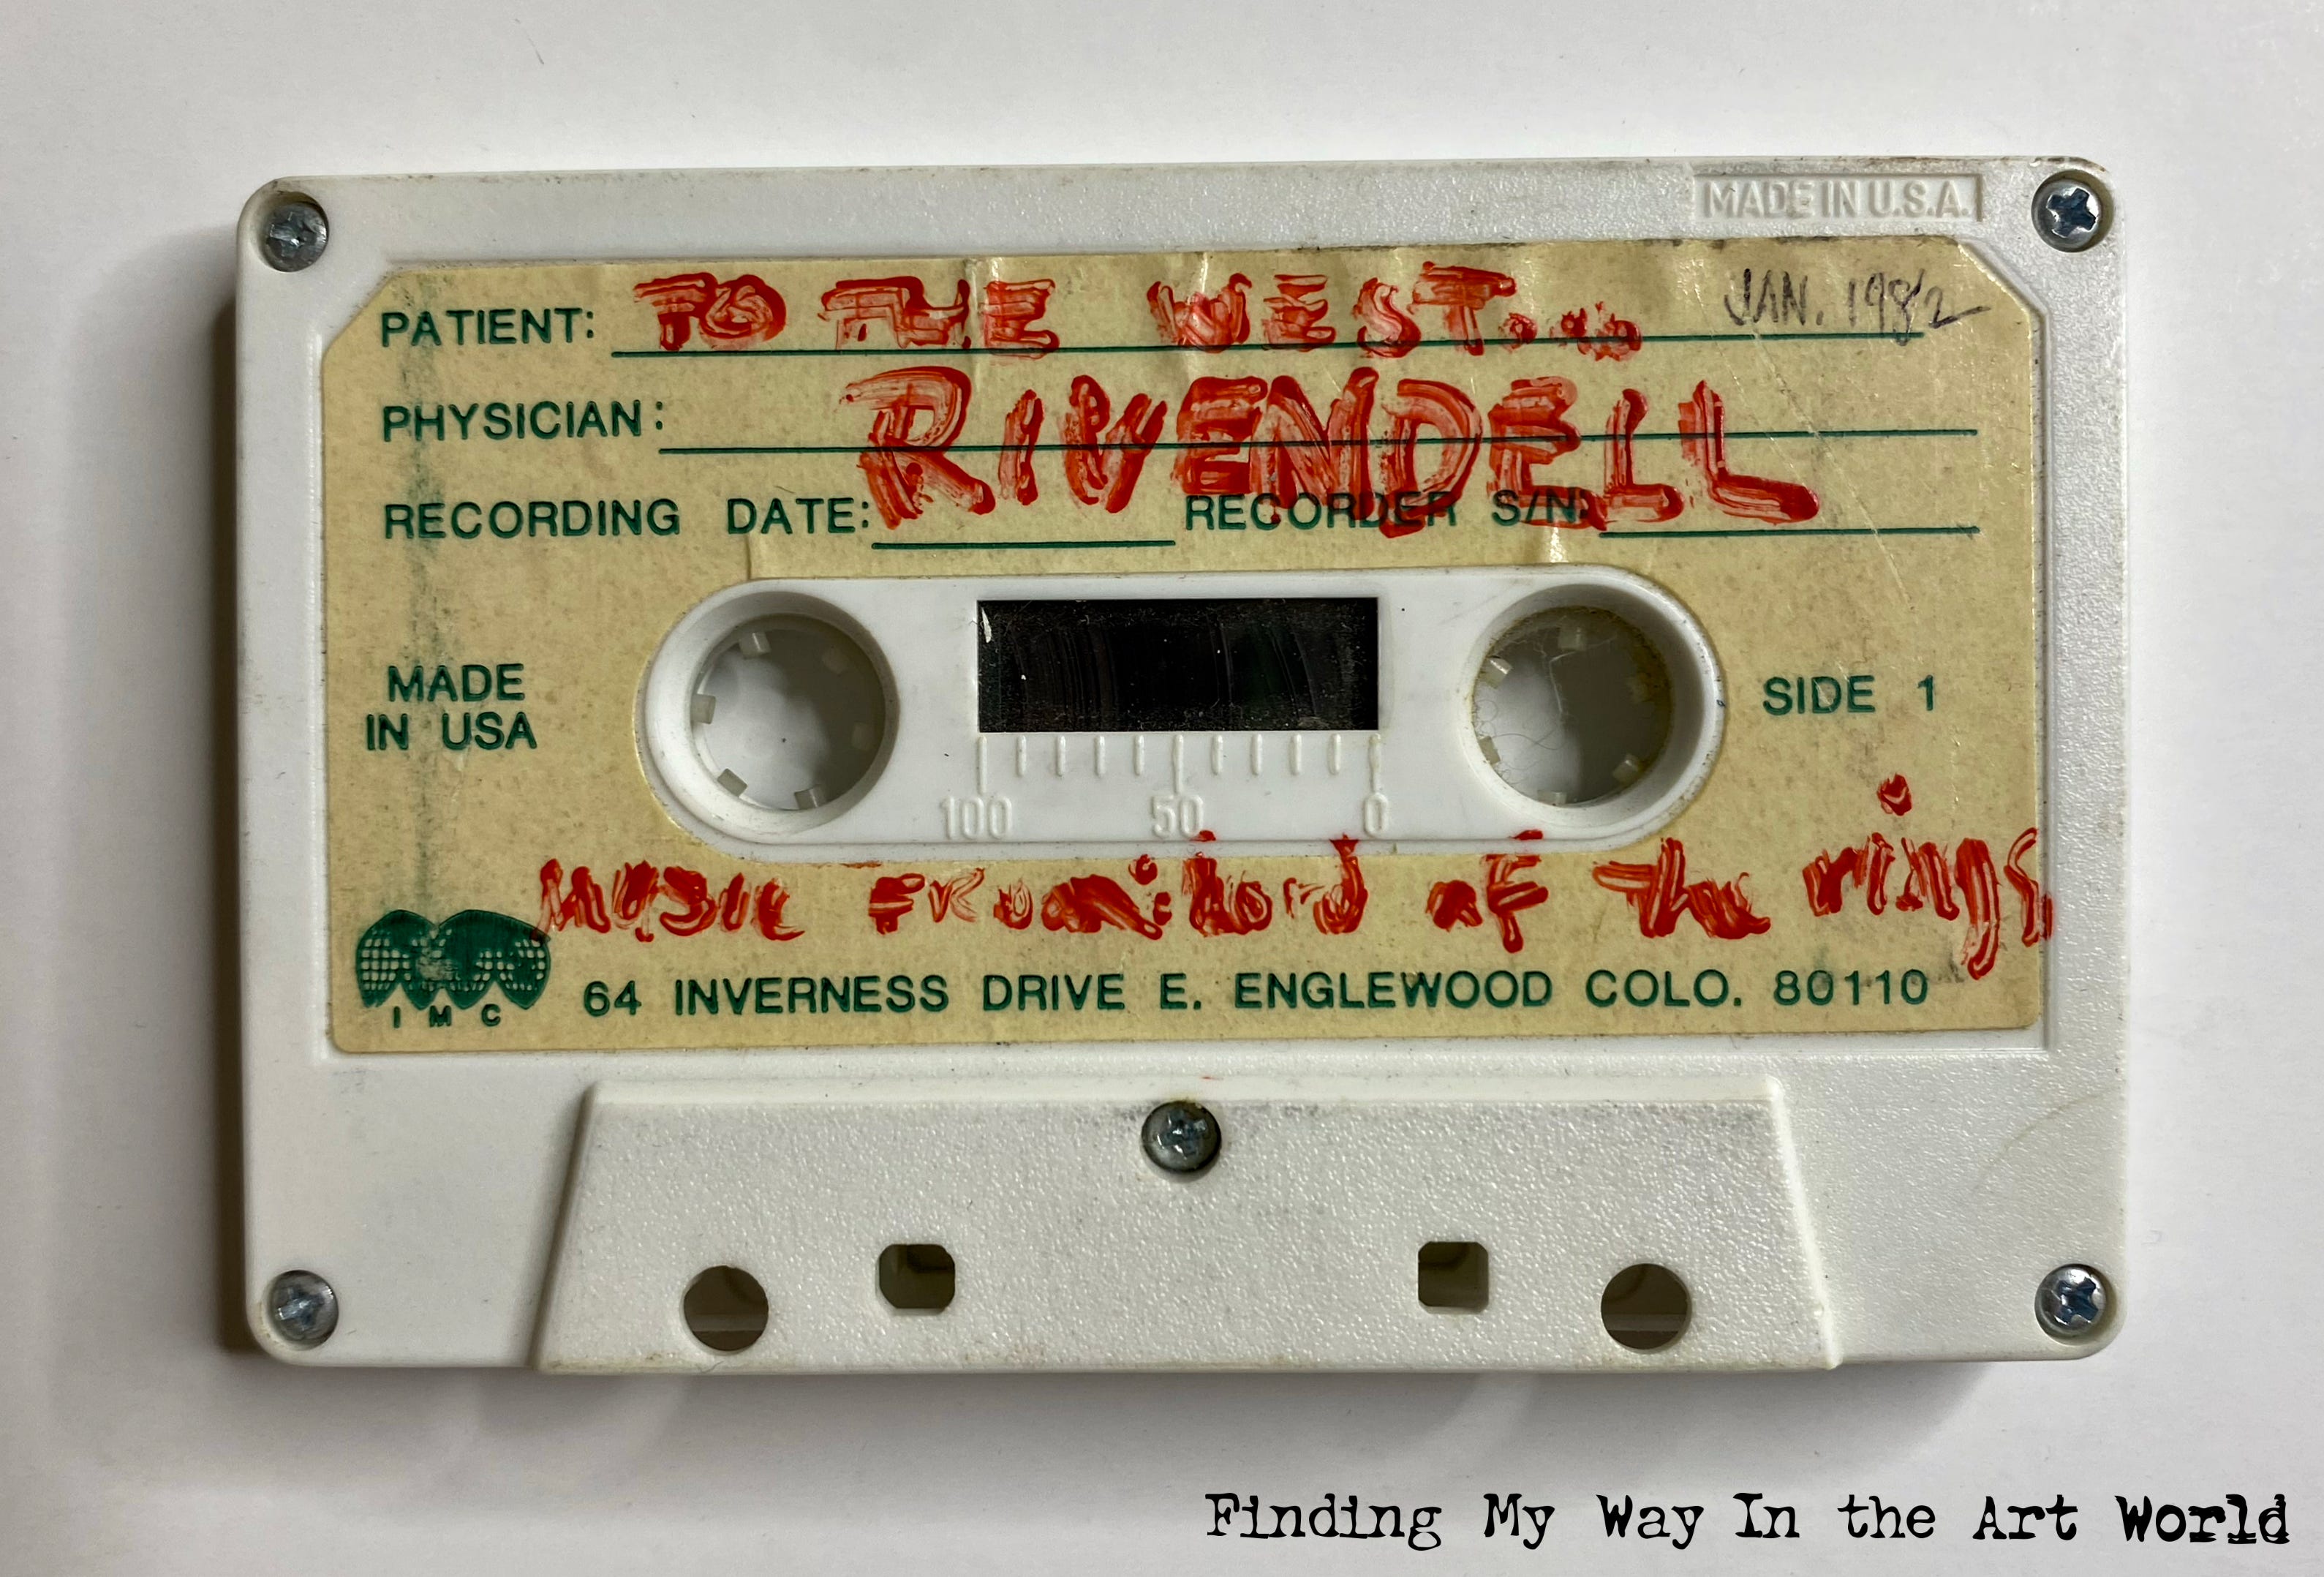 MADE IN U.S.A.
PATIENT: TO THE WEST... JAN. 1982
PHYSICIAN: RIVENDELL
RECORDING DATE: RECORDER S/N:
MADE
IN USA
SIDE 1
100 50 0
MUSIC FROM: Lord of the rings
IMC
64 INVERNESS DRIVE E. ENGLEWOOD COLO. 80110
Finding My Way In the Art World